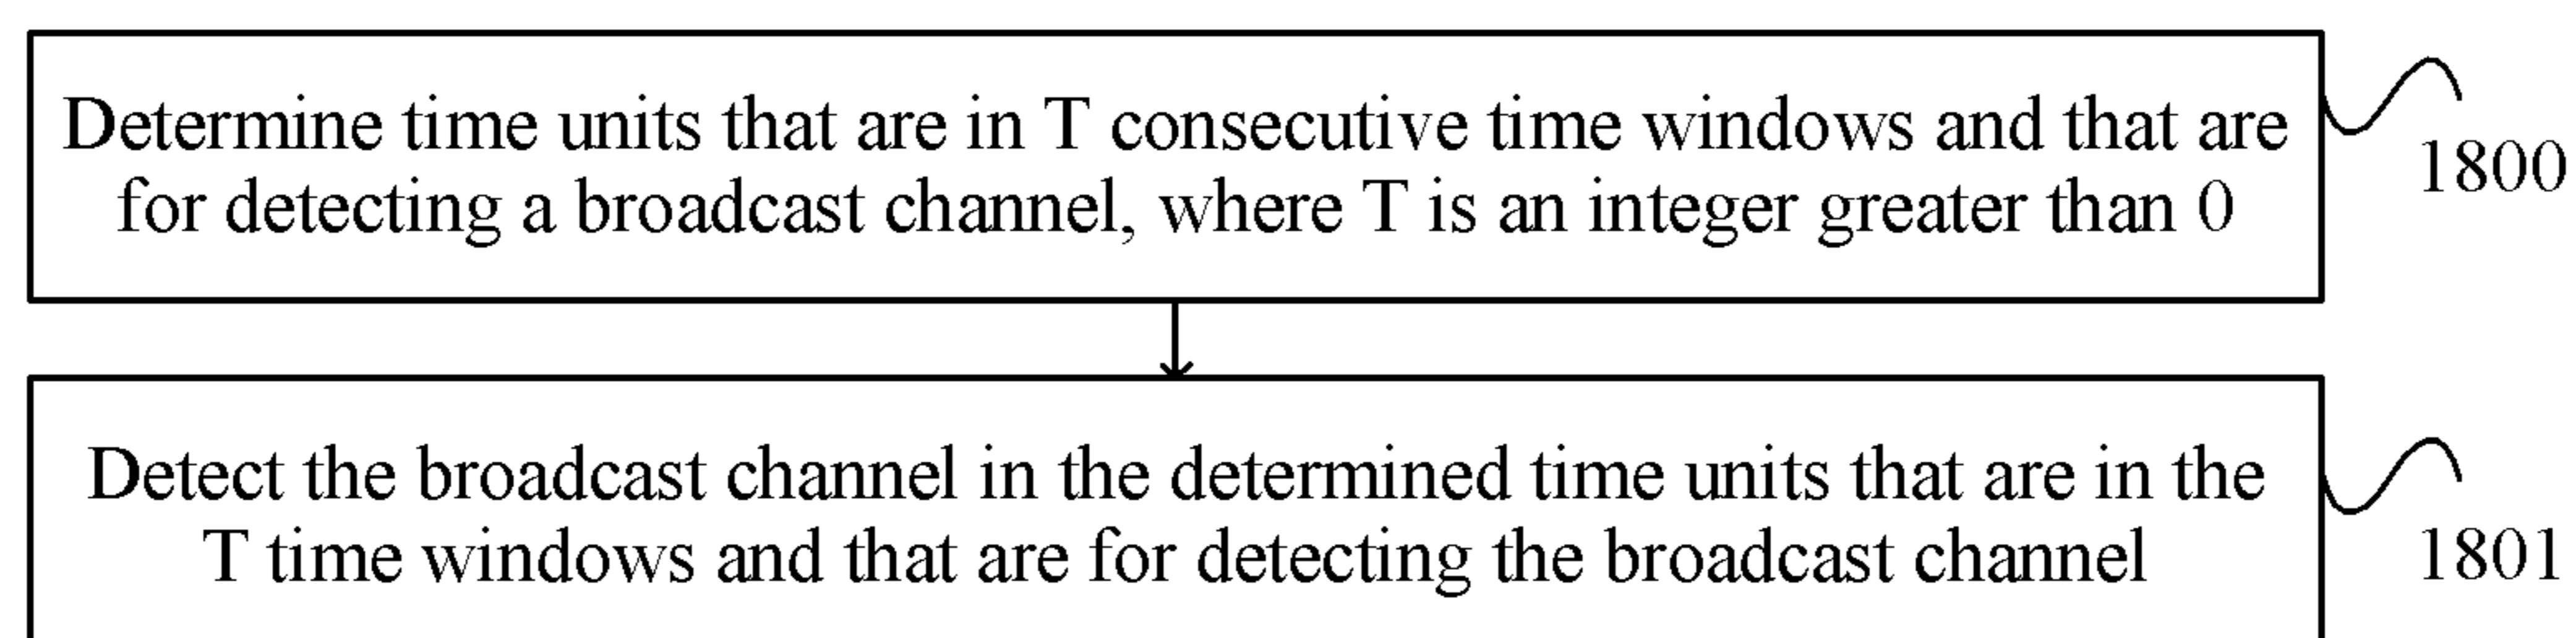 Determine time units that are in T consecutive time windows and that are
for detecting a broadcast channel, where T is an integer greater than 0
1800
Detect the broadcast channel in the determined time units that are in the
T time windows and that are for detecting the broadcast channel
1801